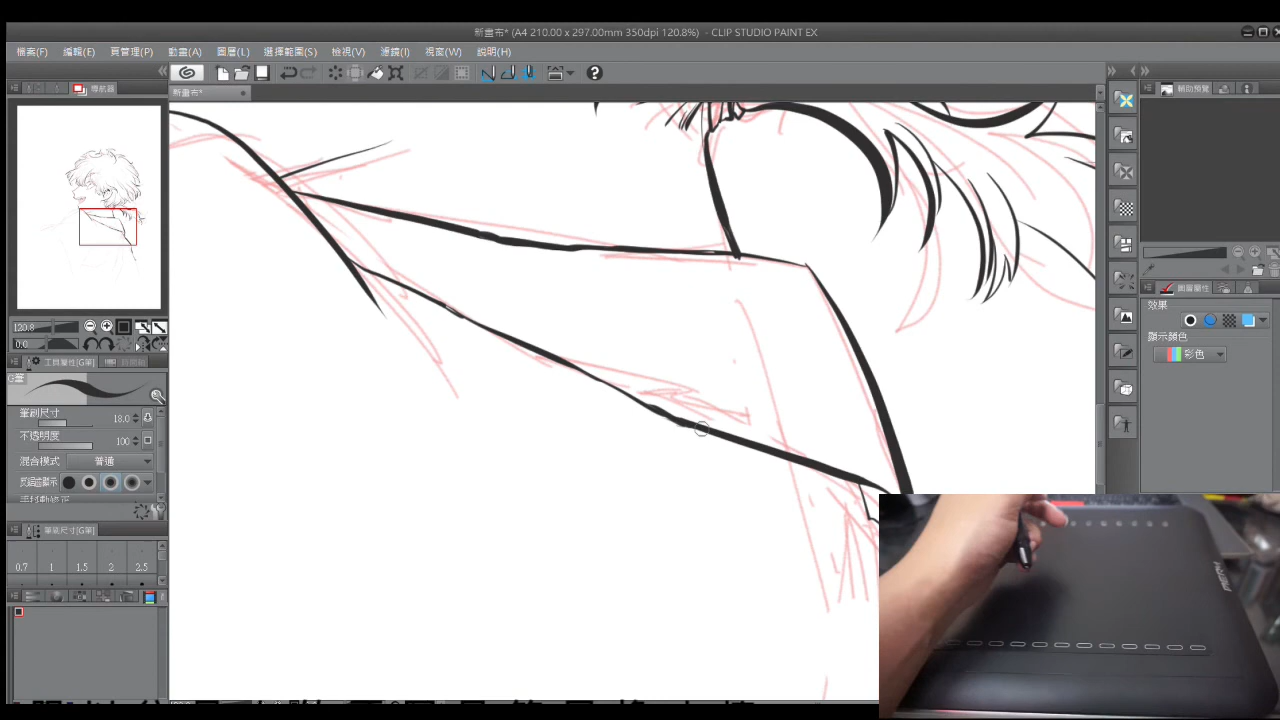 新畫布* (A4 210.00 x 297.00mm 350dpi 120.8%) - CLIP STUDIO PAINT EX
檔案(F) 編輯(E) 頁管理(P) 動畫(A) 圖層(L) 選擇範圍(S) 檢視(V) 濾鏡(I) 視窗(W) 說明(H)
導航器
新畫布*
輔助預覽
120.8
0.0
工具屬性[G筆]
G筆
筆刷尺寸 18.0
不透明度 100
混合模式 普通
筆刷尺寸[G筆]
0.7 1 1.5 2 2.5
圖層屬性
效果
顯示顏色
彩色